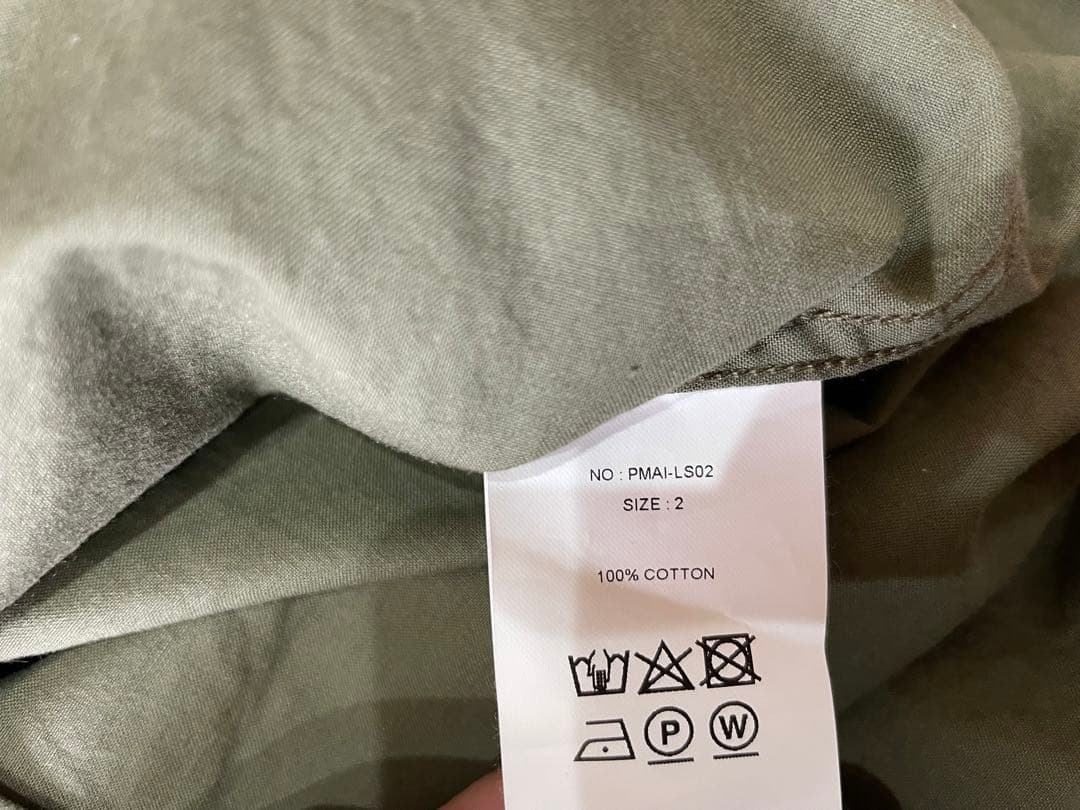 NO : PMAI-LS02
SIZE : 2
100% COTTON
P W